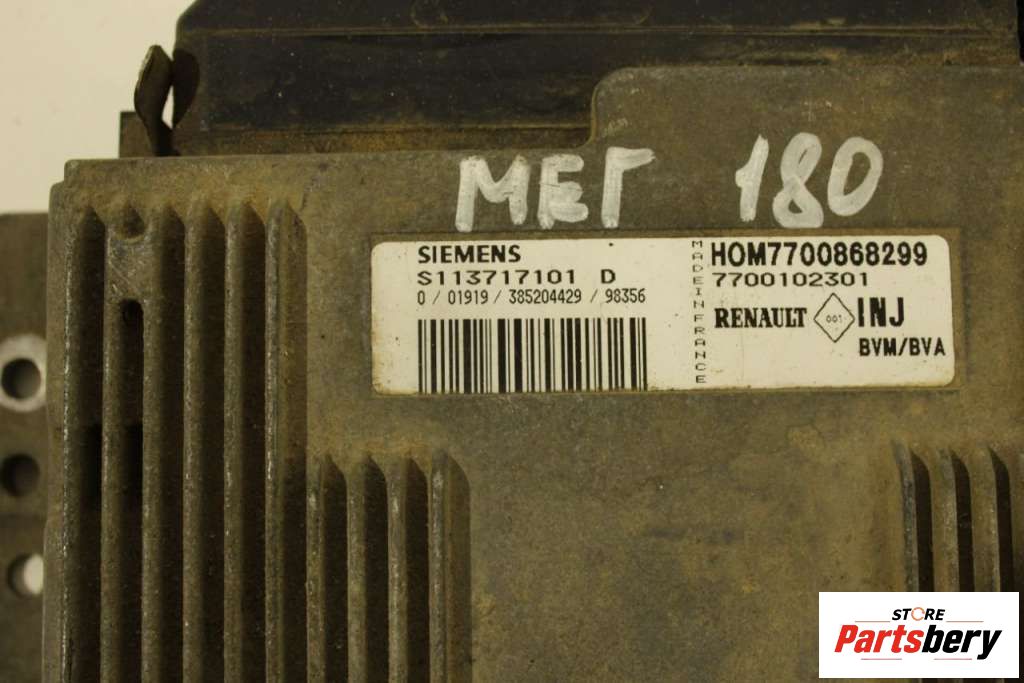 МЕГ 180
SIEMENS
S113717101 D
0 / 01919 / 385204429 / 98356
MADE IN FRANCE
HOM7700868299
7700102301
RENAULT 001 INJ
BVM/BVA
STORE
Partsbery